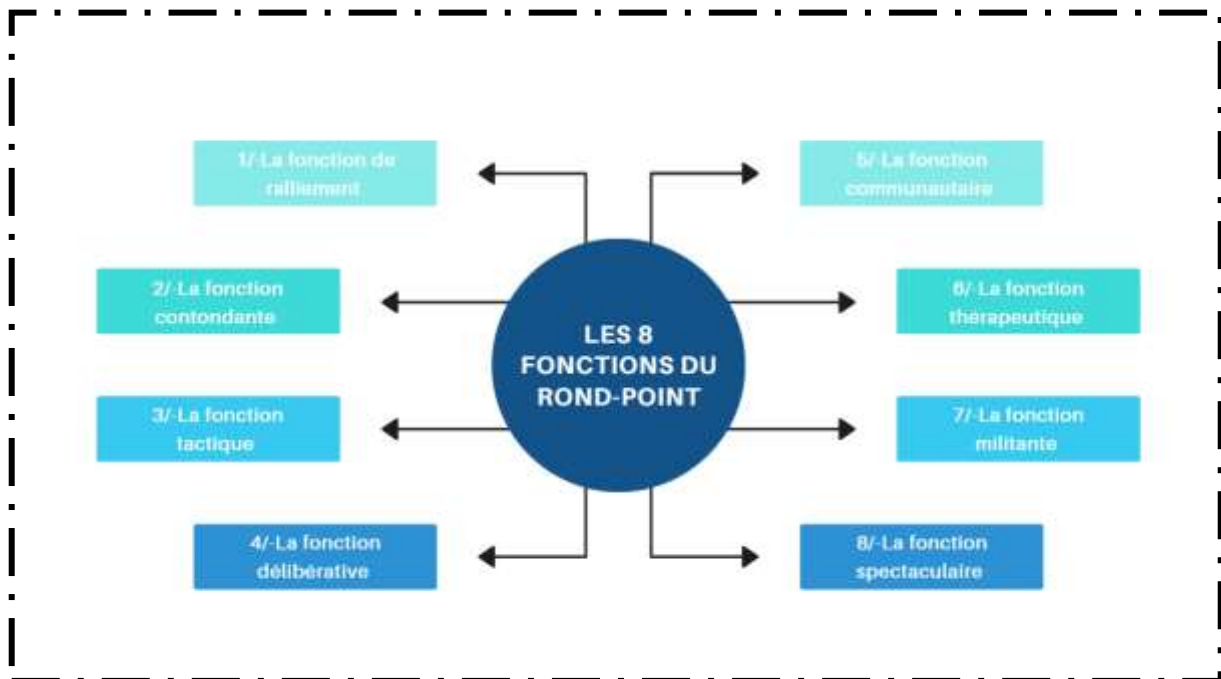 1/-La fonction de
ralliement
2/-La fonction
contondante
3/-La fonction
tactique
4/-La fonction
délibérative
LES 8
FONCTIONS DU
ROND-POINT
5/-La fonction
communautaire
6/-La fonction
thérapeutique
7/-La fonction
militante
8/-La fonction
spectaculaire